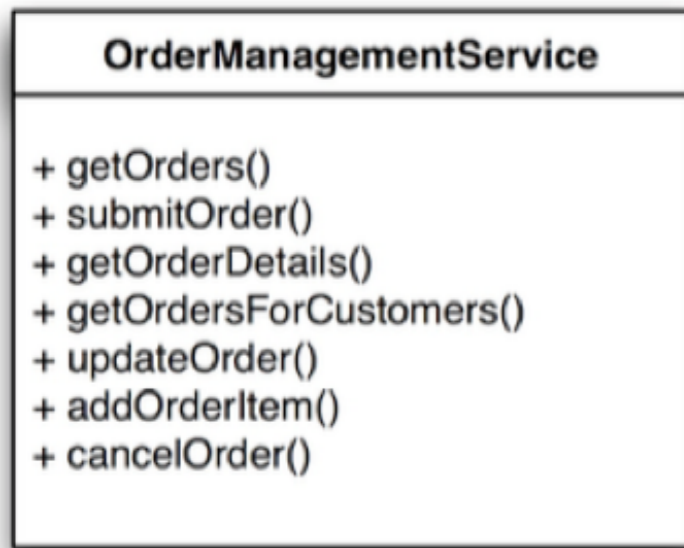 OrderManagementService
+ getOrders()
+ submitOrder()
+ getOrderDetails()
+ getOrdersForCustomers()
+ updateOrder()
+ addOrderItem()
+ cancelOrder()